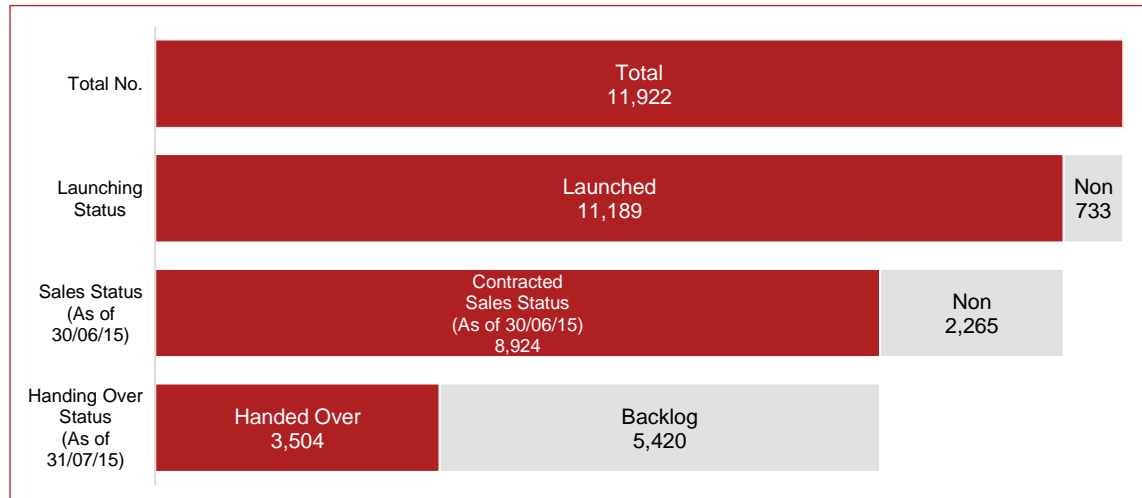 Total No.
Total
11,922
Launching
Status
Launched
11,189
Non
733
Sales Status
(As of
30/06/15)
Contracted
Sales Status
(As of 30/06/15)
8,924
Non
2,265
Handing Over
Status
(As of
31/07/15)
Handed Over
3,504
Backlog
5,420